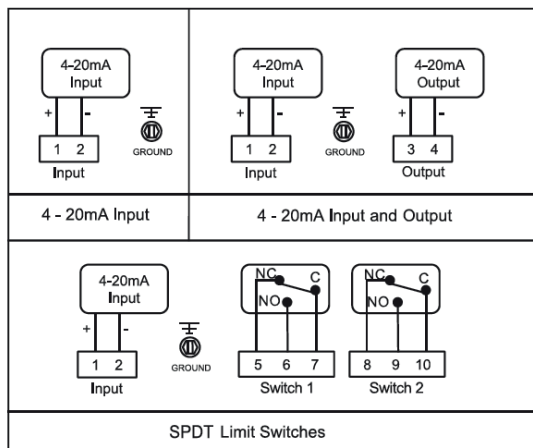 4-20mA
Input
+ -
1 2
Input
GROUND
4 - 20mA Input
4-20mA
Input
+ -
1 2
Input
GROUND
4-20mA
Output
+ -
3 4
Output
4 - 20mA Input and Output
4-20mA
Input
+ -
1 2
Input
GROUND
NC C
NO
5 6 7
Switch 1
NC C
NO
8 9 10
Switch 2
SPDT Limit Switches